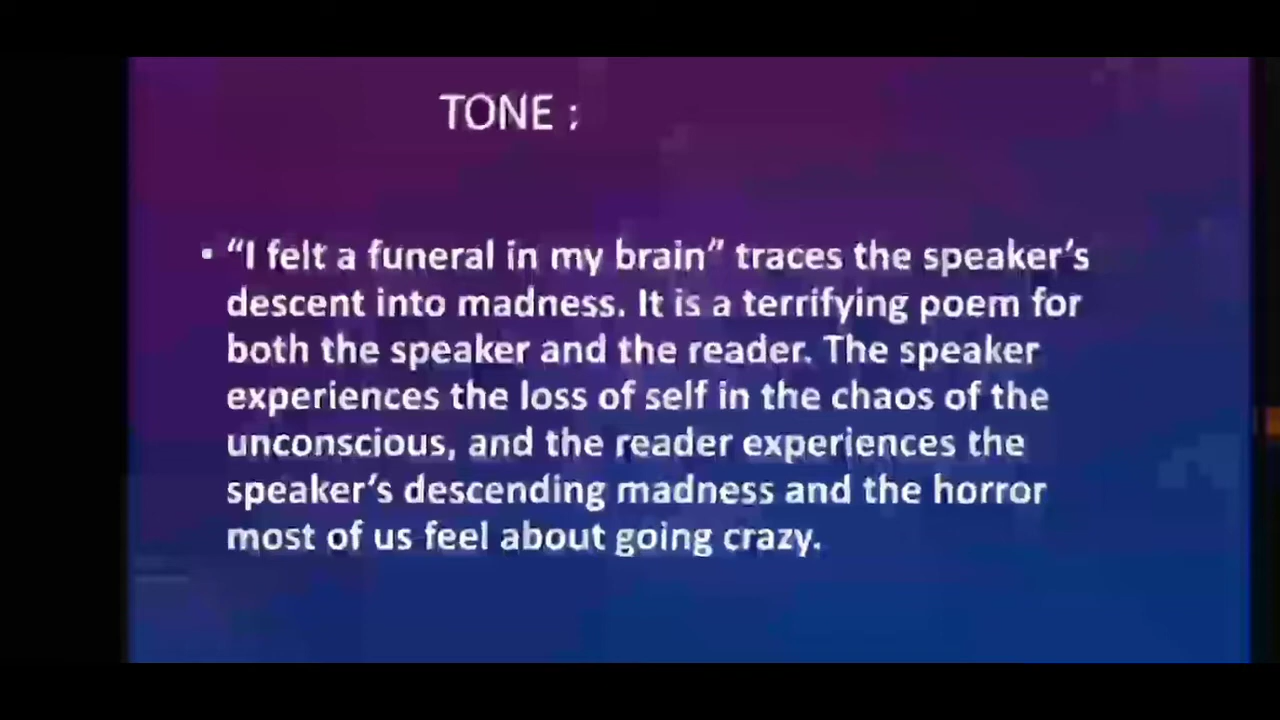 TONE :
• “I felt a funeral in my brain” traces the speaker’s
descent into madness. It is a terrifying poem for
both the speaker and the reader. The speaker
experiences the loss of self in the chaos of the
unconscious, and the reader experiences the
speaker’s descending madness and the horror
most of us feel about going crazy.